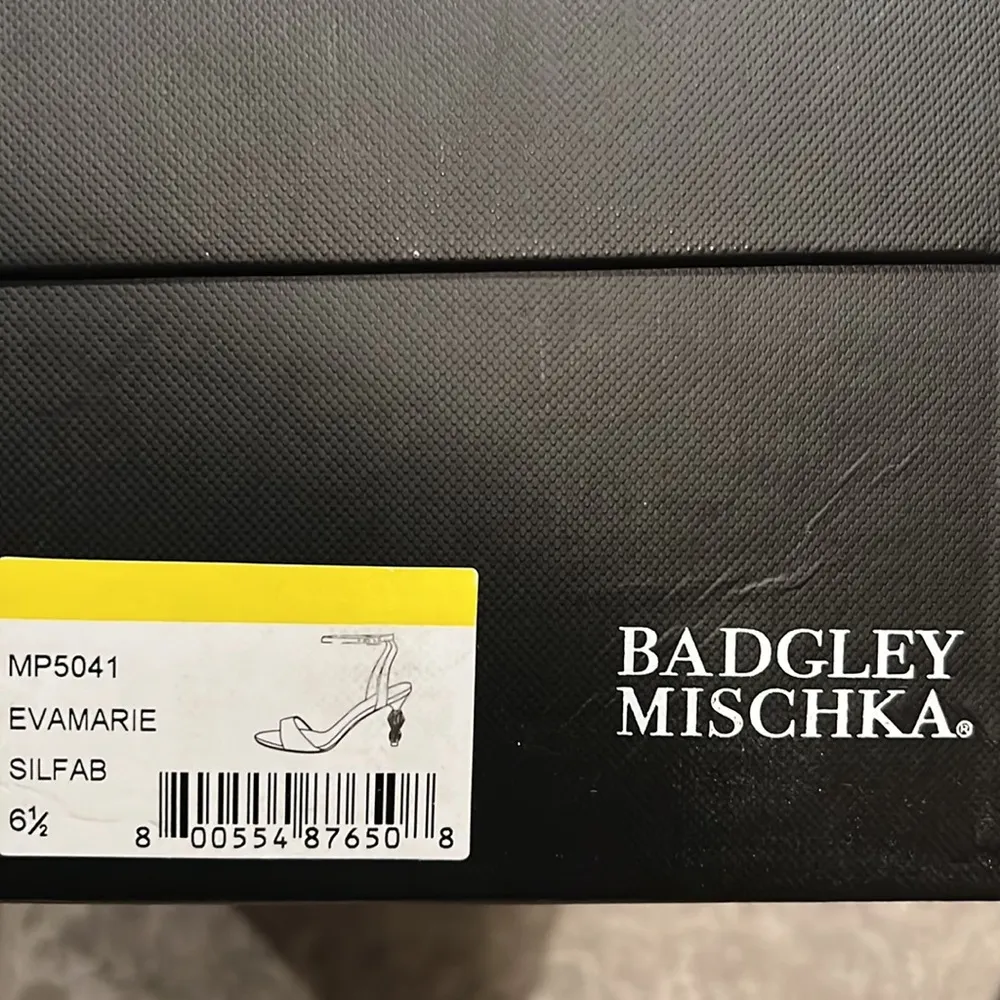 MP5041
EVAMARIE
SILFAB
6½
8 00554 87650 8
BADGLEY
MISCHKA®